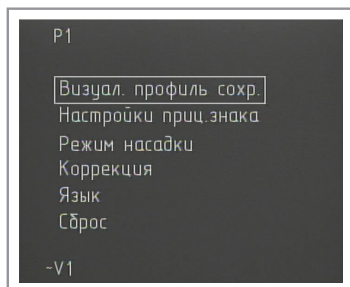 P1
Визуал. профиль сохр.
Настройки приц.знака
Режим насадки
Коррекция
Язык
Сброс
~V1